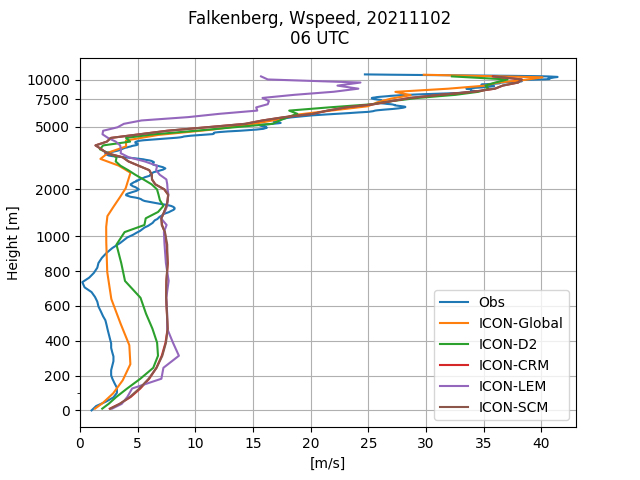 Falkenberg, Wspeed, 20211102
06 UTC
10000
7500
5000
2000
1000
800
600
400
200
0
Height [m]
Obs
ICON-Global
ICON-D2
ICON-CRM
ICON-LEM
ICON-SCM
0 5 10 15 20 25 30 35 40
[m/s]